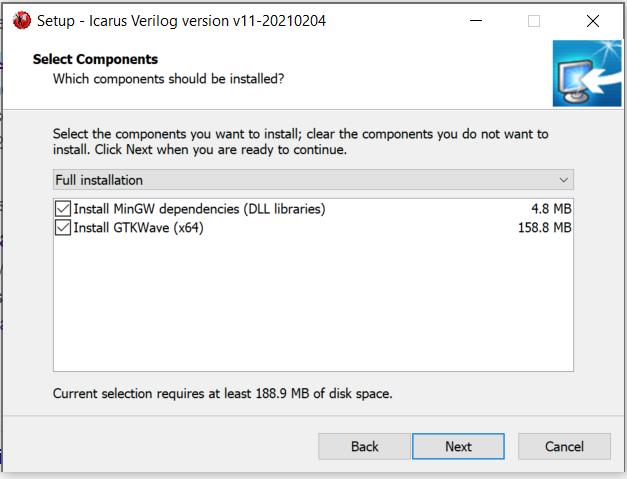 Setup - Icarus Verilog version v11-20210204
Select Components
Which components should be installed?
Select the components you want to install; clear the components you do not want to
install. Click Next when you are ready to continue.
Full installation
Install MinGW dependencies (DLL libraries) 4.8 MB
Install GTKWave (x64) 158.8 MB
Current selection requires at least 188.9 MB of disk space.
Back Next Cancel